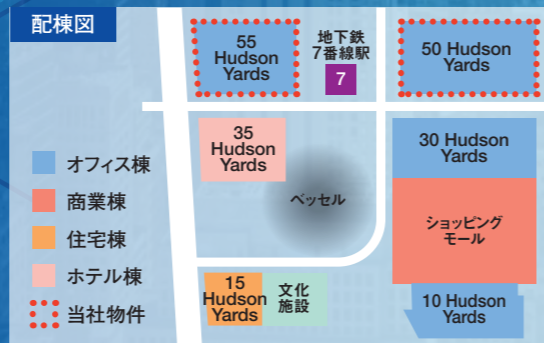 配棟図
55
Hudson
Yards
地下鉄
7番線駅
7
50 Hudson
Yards
35
Hudson
Yards
30 Hudson
Yards
ベッセル
オフィス棟
商業棟
住宅棟
ホテル棟
当社物件
ショッピング
モール
15
Hudson
Yards
文化
施設
10 Hudson
Yards